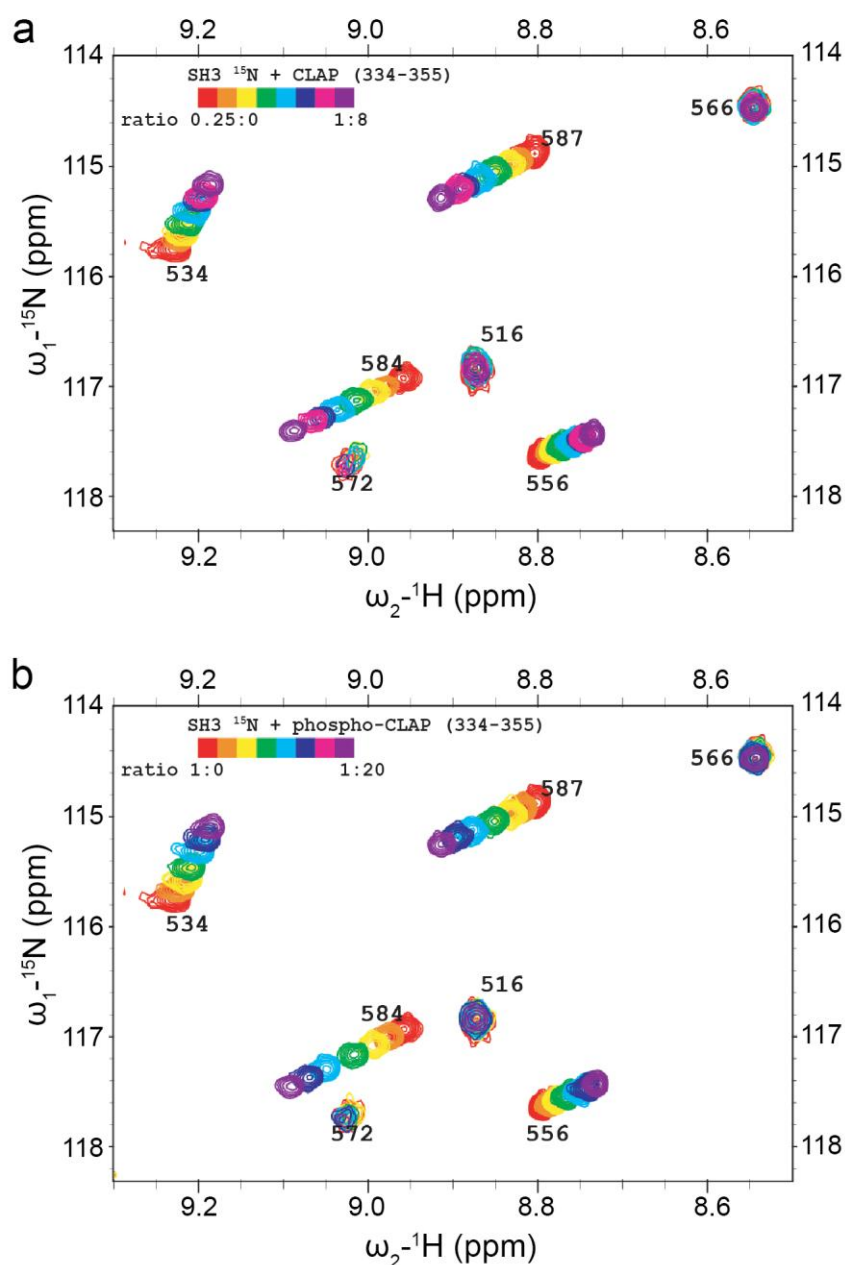 a
9.2 9.0 8.8 8.6
114 114
SH3 ¹⁵N + CLAP (334-355)
ratio 0.25:0 1:8
566
587
115 115
534
116 116
516
584
117 117
572 556
118 118
9.2 9.0 8.8 8.6
ω₁-¹⁵N (ppm)
ω₂-¹H (ppm)
b
9.2 9.0 8.8 8.6
114 114
SH3 ¹⁵N + phospho-CLAP (334-355)
ratio 1:0 1:20
566
587
115 115
534
116 116
516
584
117 117
572 556
118 118
9.2 9.0 8.8 8.6
ω₁-¹⁵N (ppm)
ω₂-¹H (ppm)